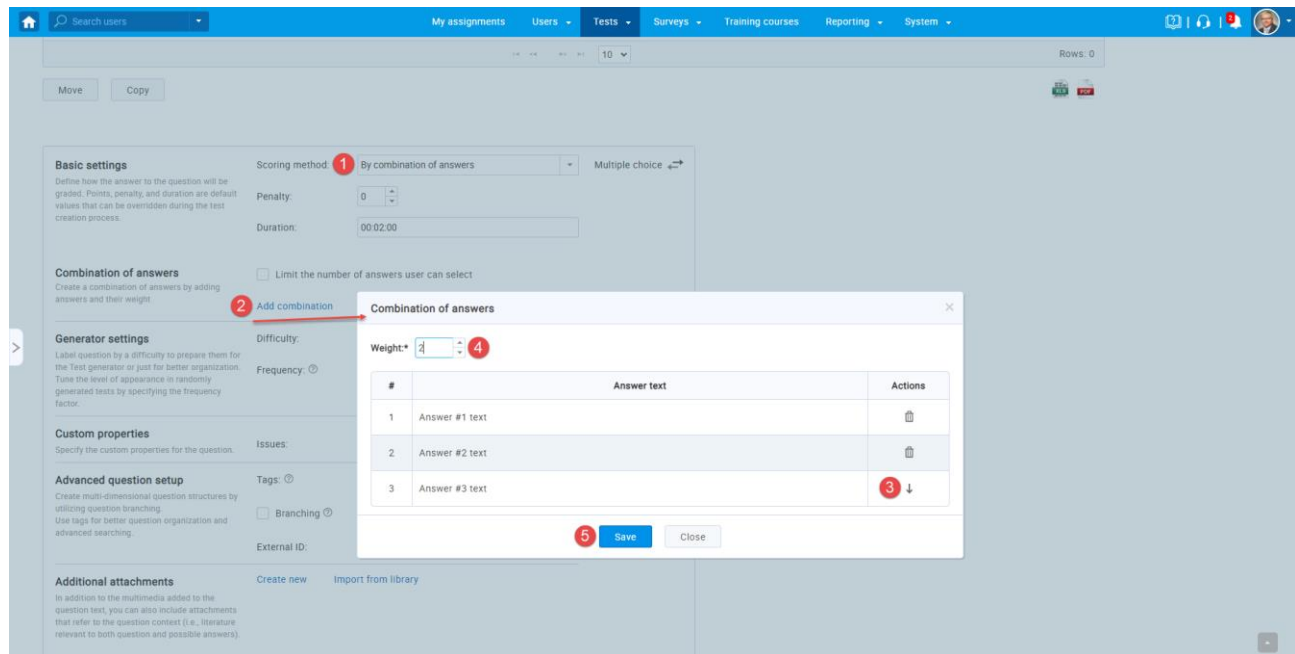 Search users
My assignments Users Tests Surveys Training courses Reporting System
3
10 Rows: 0
Move Copy
XLS PDF
Basic settings
Define how the answer to the question will be
graded. Points, penalty, and duration are default
values that can be overridden during the test
creation process.
Scoring method: 1 By combination of answers Multiple choice
Penalty: 0
Duration: 00:02:00
Combination of answers
Create a combination of answers by adding
answers and their weight
Limit the number of answers user can select
2 Add combination
Generator settings
Label question by a difficulty to prepare them for
the Test generator or just for better organization.
Tune the level of appearance in randomly
generated tests by specifying the frequency
factor.
Difficulty:
Frequency: ?
Custom properties
Specify the custom properties for the question.
Issues:
Advanced question setup
Create multi-dimensional question structures by
utilizing question branching.
Use tags for better question organization and
advanced searching.
Tags: ?
Branching ?
External ID:
Additional attachments
In addition to the multimedia added to the
question text, you can also include attachments
that refer to the question context (i.e., literature
relevant to both question and possible answers).
Create new Import from library
Combination of answers
Weight:* 2 4
# Answer text Actions
1 Answer #1 text
2 Answer #2 text
3 Answer #3 text 3
5 Save Close